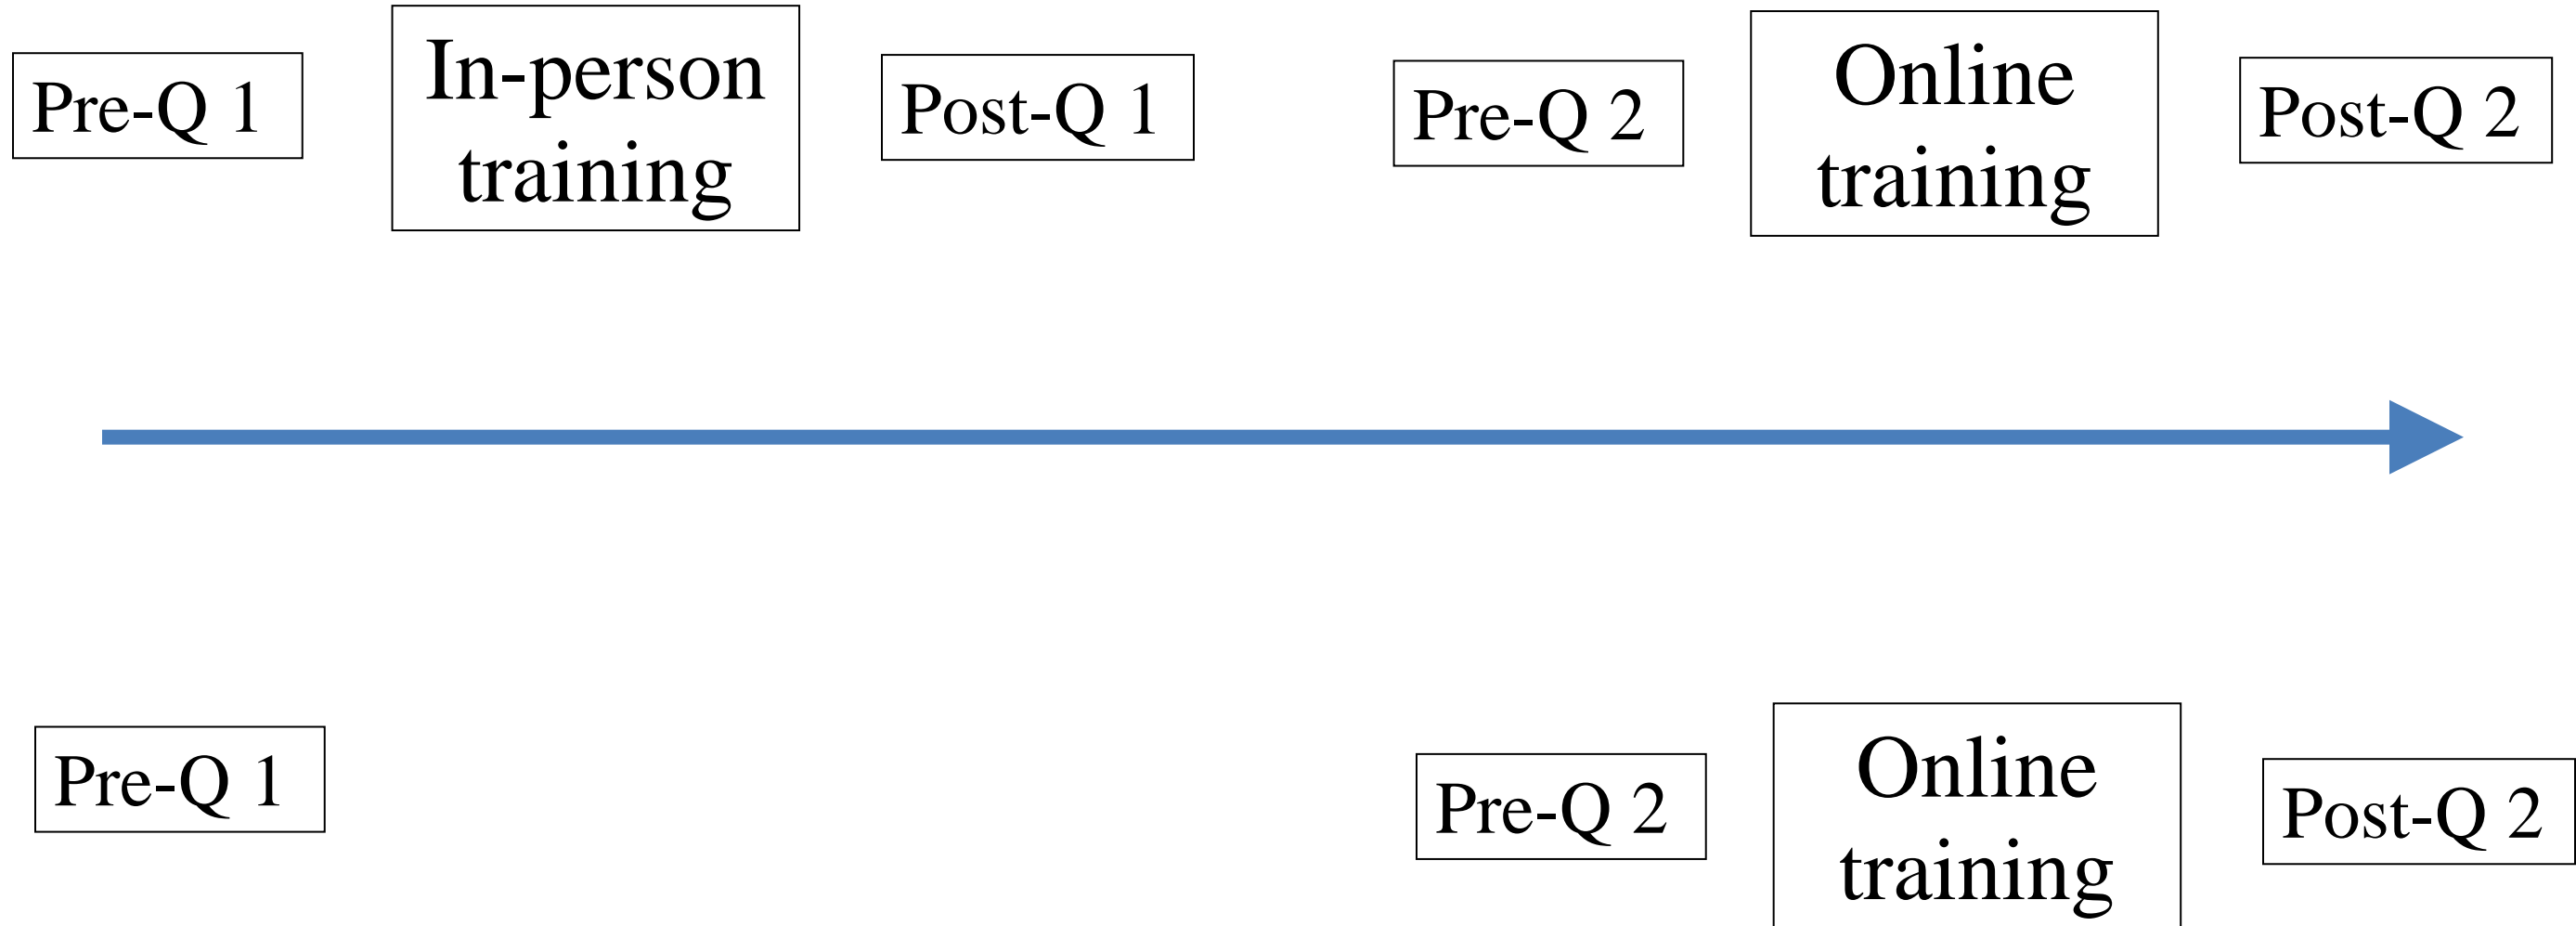 Pre-Q 1
In-person
training
Post-Q 1
Pre-Q 2
Online
training
Post-Q 2
Pre-Q 1
Pre-Q 2
Online
training
Post-Q 2